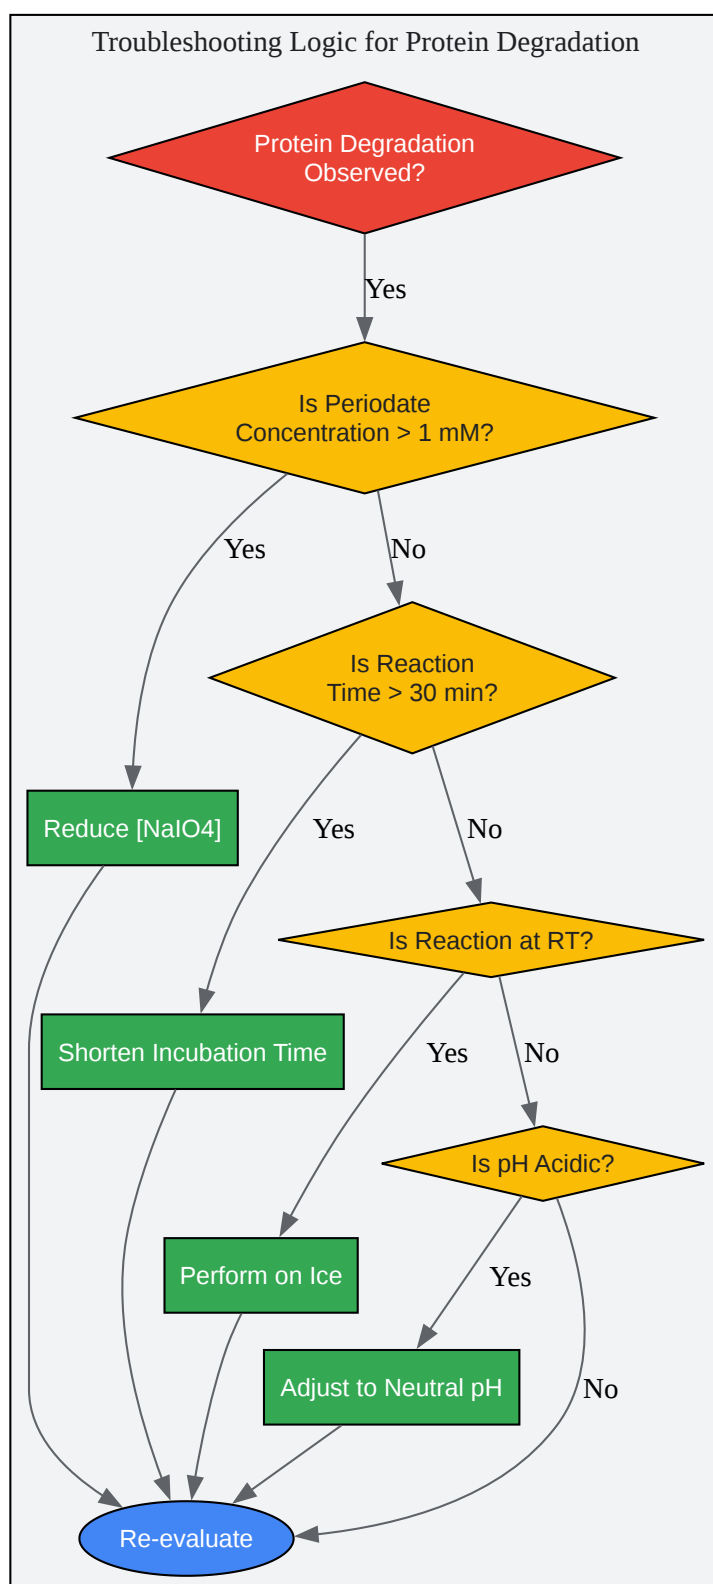 Troubleshooting Logic for Protein Degradation
Protein Degradation
Observed?
Yes
Is Periodate
Concentration > 1 mM?
Yes
No
Is Reaction
Time > 30 min?
Reduce [NaIO4]
Yes
No
Is Reaction at RT?
Shorten Incubation Time
Yes
No
Is pH Acidic?
Perform on Ice
Yes
Adjust to Neutral pH
No
Re-evaluate